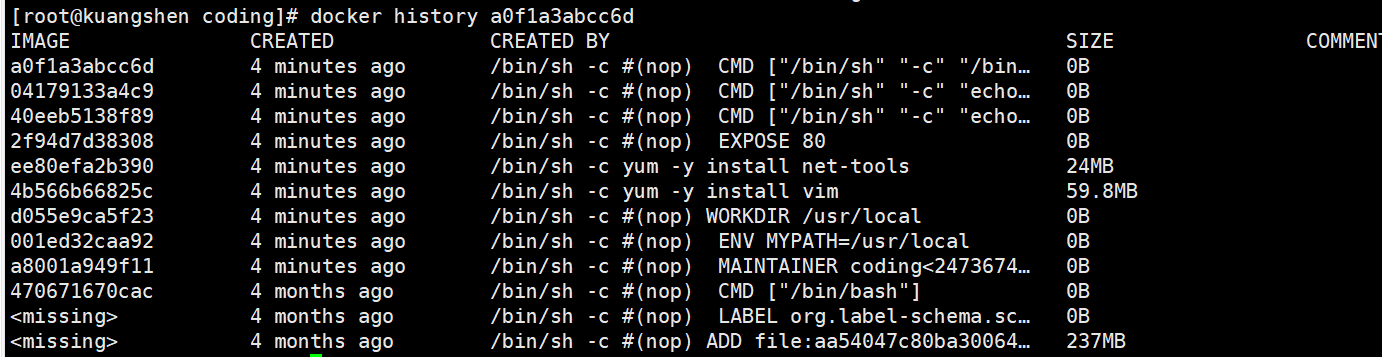 [root@kuangshen coding]# docker history a0f1a3abcc6d
IMAGE CREATED CREATED BY SIZE COMMENT
a0f1a3abcc6d 4 minutes ago /bin/sh -c #(nop) CMD ["/bin/sh" "-c" "/bin… 0B
04179133a4c9 4 minutes ago /bin/sh -c #(nop) CMD ["/bin/sh" "-c" "echo… 0B
40eeb5138f89 4 minutes ago /bin/sh -c #(nop) CMD ["/bin/sh" "-c" "echo… 0B
2f94d7d38308 4 minutes ago /bin/sh -c #(nop) EXPOSE 80 0B
ee80efa2b390 4 minutes ago /bin/sh -c yum -y install net-tools 24MB
4b566b66825c 4 minutes ago /bin/sh -c yum -y install vim 59.8MB
d055e9ca5f23 4 minutes ago /bin/sh -c #(nop) WORKDIR /usr/local 0B
001ed32caa92 4 minutes ago /bin/sh -c #(nop) ENV MYPATH=/usr/local 0B
a8001a949f11 4 minutes ago /bin/sh -c #(nop) MAINTAINER coding<2473674… 0B
470671670cac 4 months ago /bin/sh -c #(nop) CMD ["/bin/bash"] 0B
<missing> 4 months ago /bin/sh -c #(nop) LABEL org.label-schema.sc… 0B
<missing> 4 months ago /bin/sh -c #(nop) ADD file:aa54047c80ba30064… 237MB